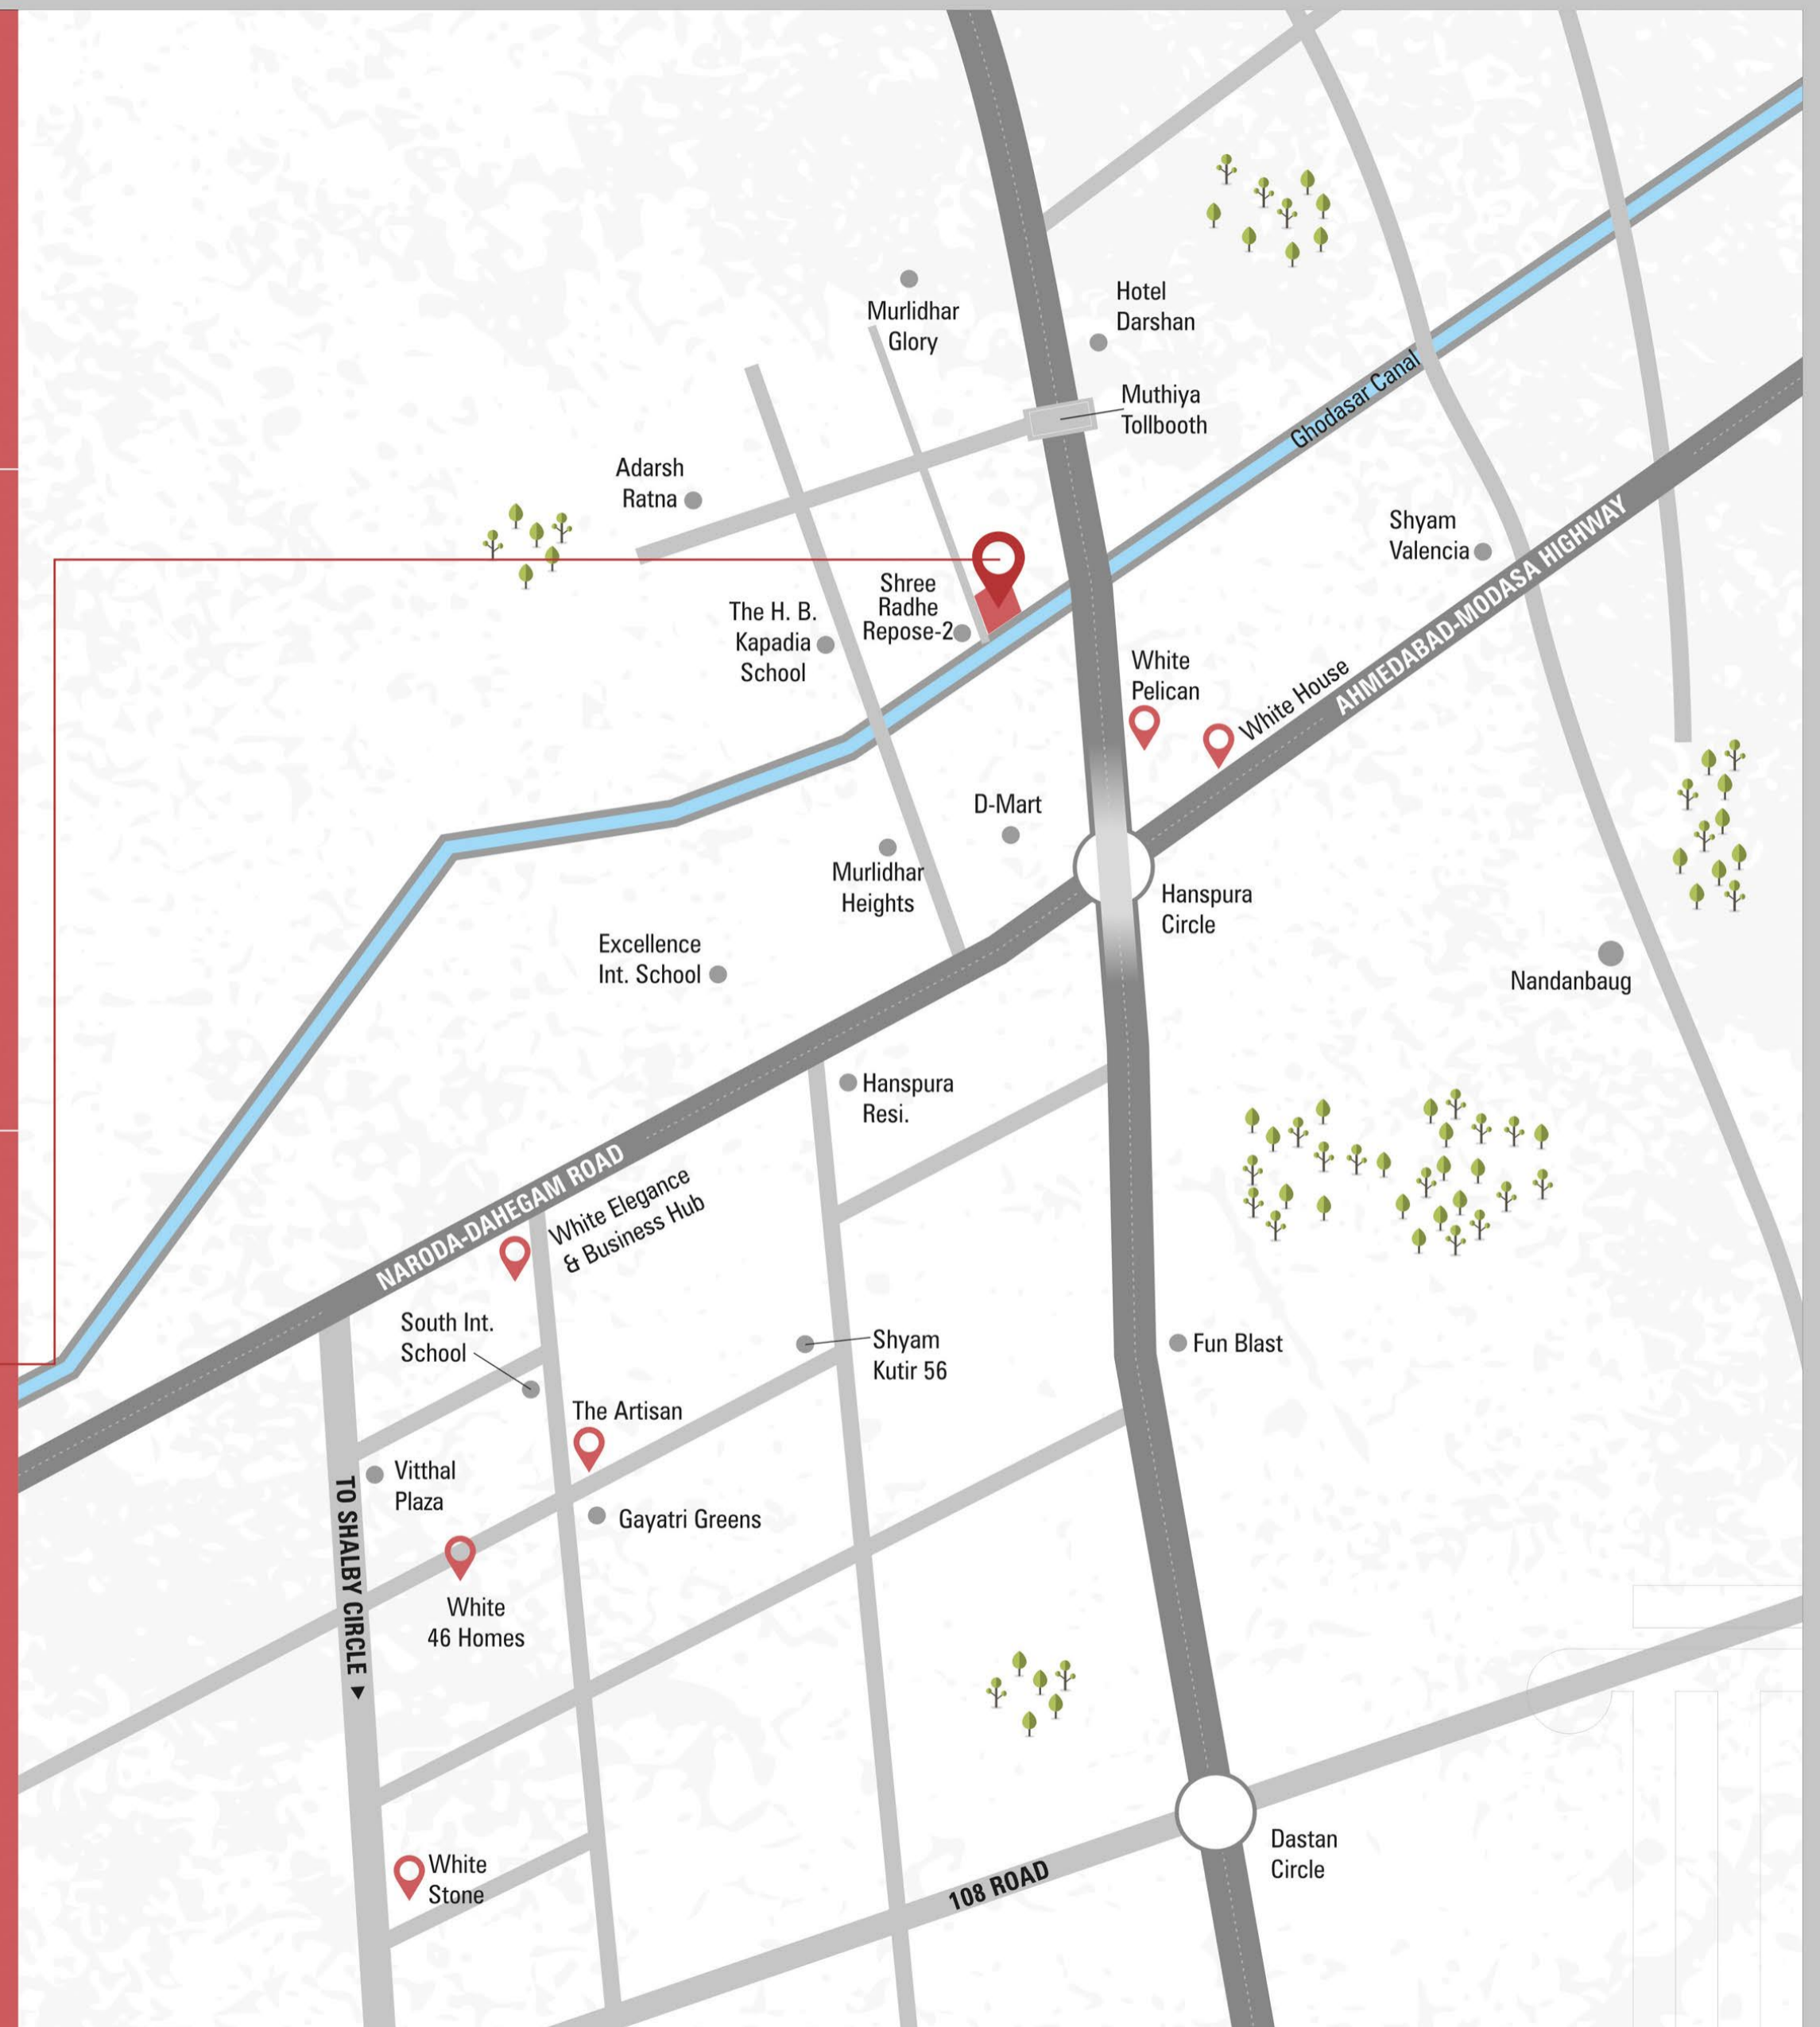 Murlidhar
Glory
Hotel
Darshan
Muthiya
Tollbooth
Ghodasar Canal
Adarsh
Ratna
Shyam
Valencia
AHMEDABAD-MODASA HIGHWAY
Shree
Radhe
Repose-2
The H. B.
Kapadia
School
White
Pelican
White House
D-Mart
Murlidhar
Heights
Hanspura
Circle
Excellence
Int. School
Nandanbaug
Hanspura
Resi.
NARODA-DAHEGAM ROAD
White Elegance
& Business Hub
South Int.
School
Shyam
Kutir 56
Fun Blast
The Artisan
Vitthal
Plaza
Gayatri Greens
TO SHALBY CIRCLE
White
46 Homes
White
Stone
Dastan
Circle
108 ROAD